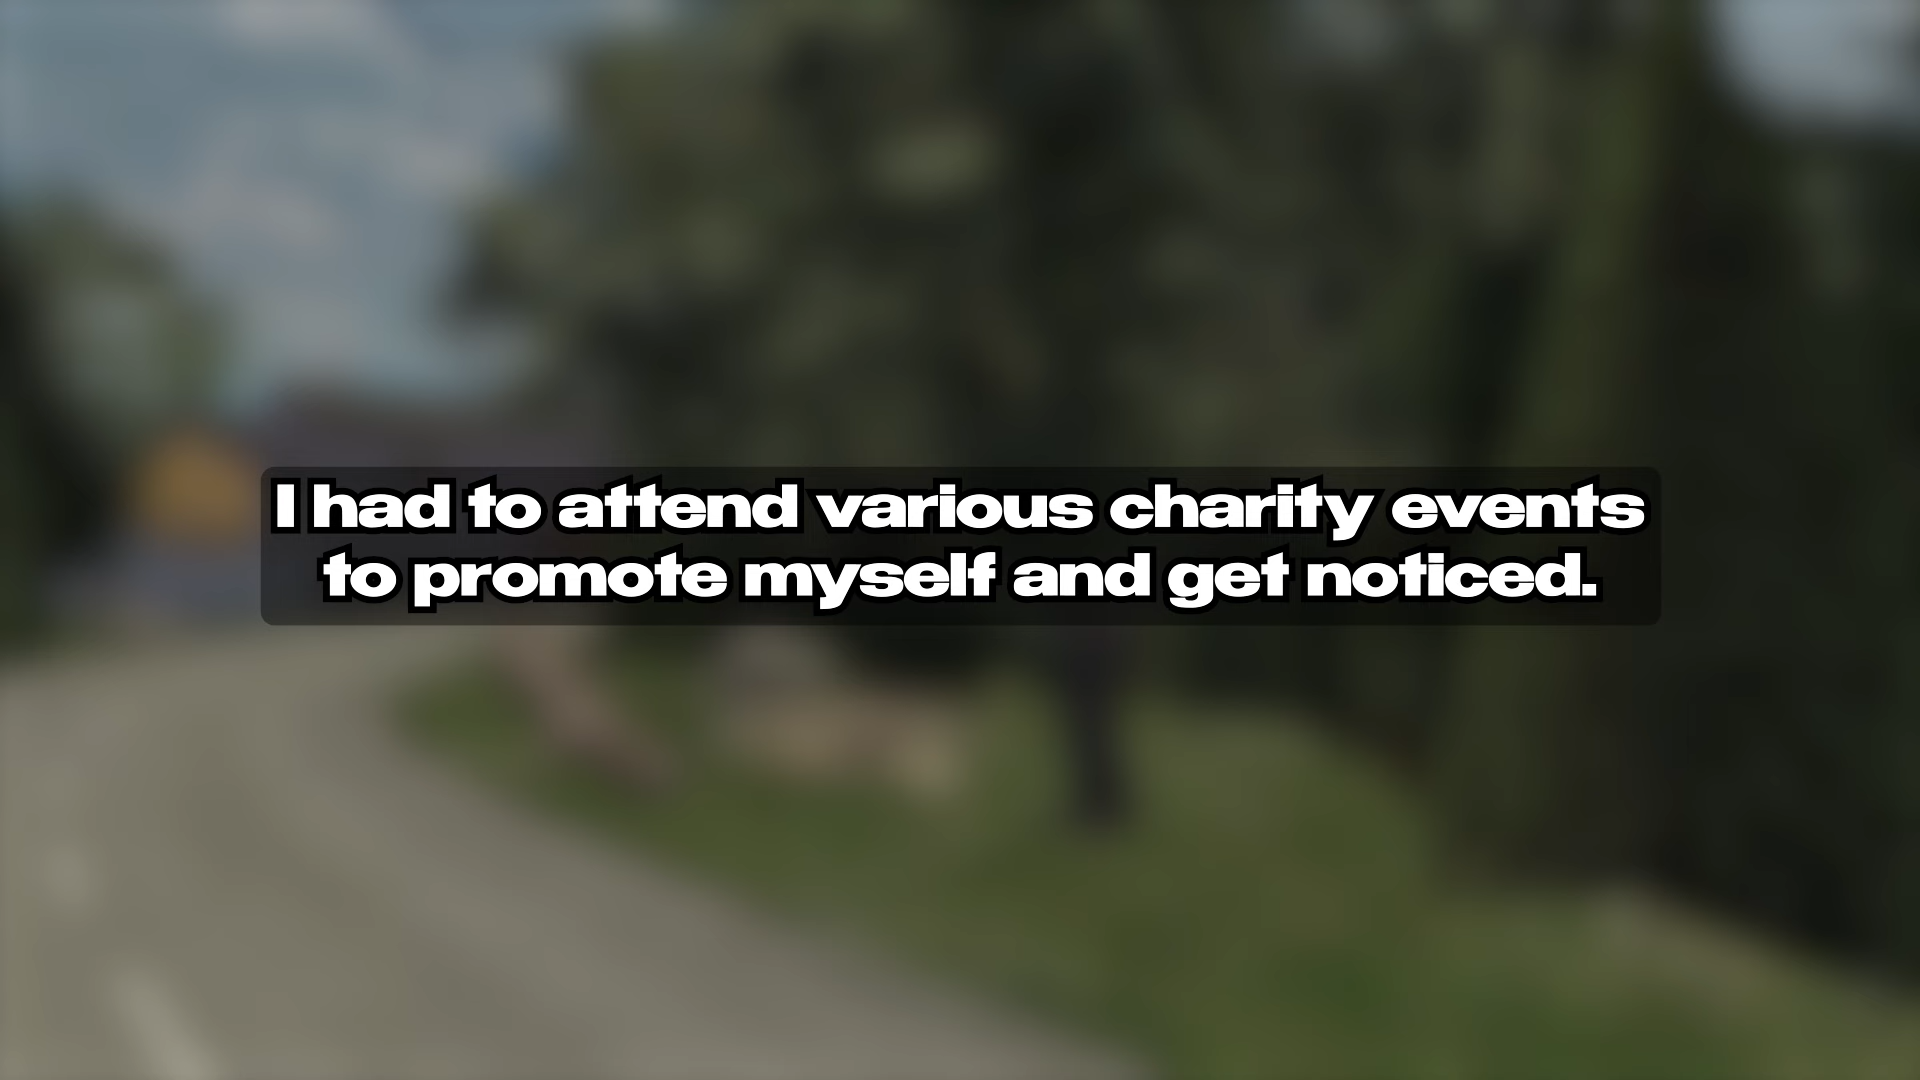 I had to attend various charity events
to promote myself and get noticed.